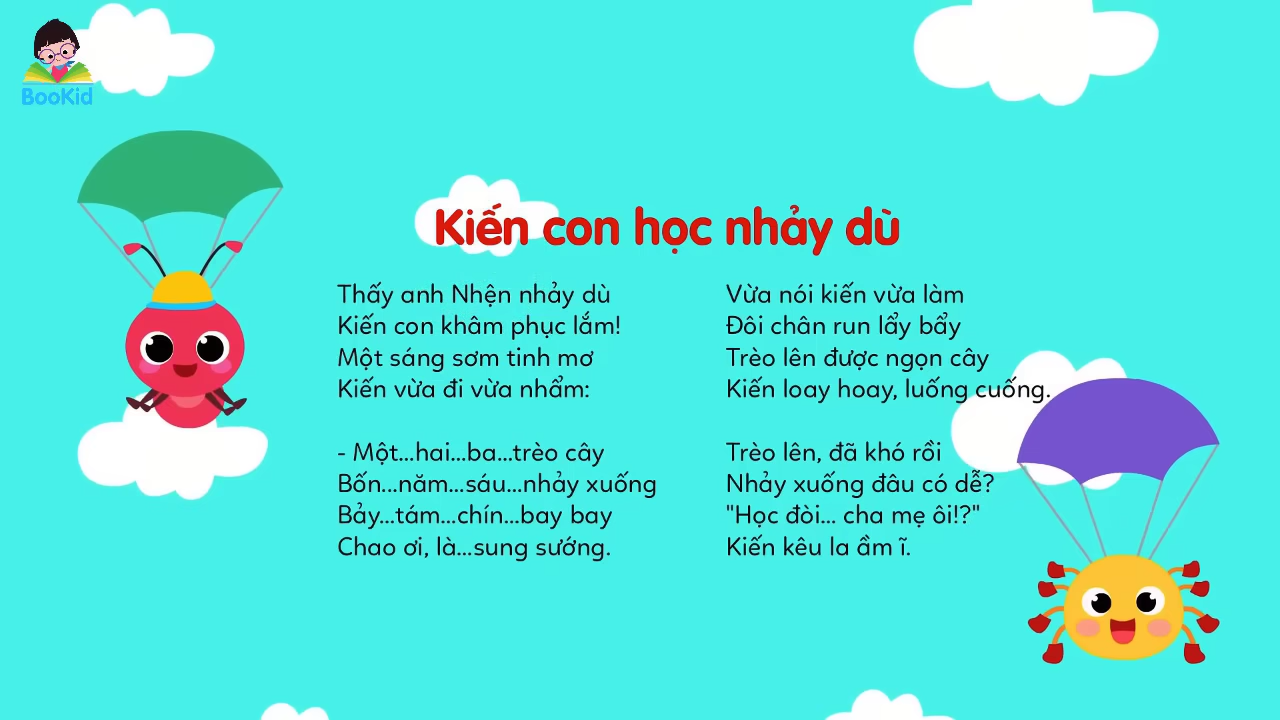 BooKid
Kiến con học nhảy dù
Thấy anh Nhện nhảy dù
Kiến con khâm phục lắm!
Một sáng sơm tinh mơ
Kiến vừa đi vừa nhẩm:
- Một...hai...ba...trèo cây
Bốn...năm...sáu...nhảy xuống
Bảy...tám...chín...bay bay
Chao ơi, là...sung sướng.
Vừa nói kiến vừa làm
Đôi chân run lẩy bẩy
Trèo lên được ngọn cây
Kiến loay hoay, luống cuống.
Trèo lên, đã khó rồi
Nhảy xuống đâu có dễ?
"Học đòi... cha mẹ ôi!?"
Kiến kêu la ầm ĩ.